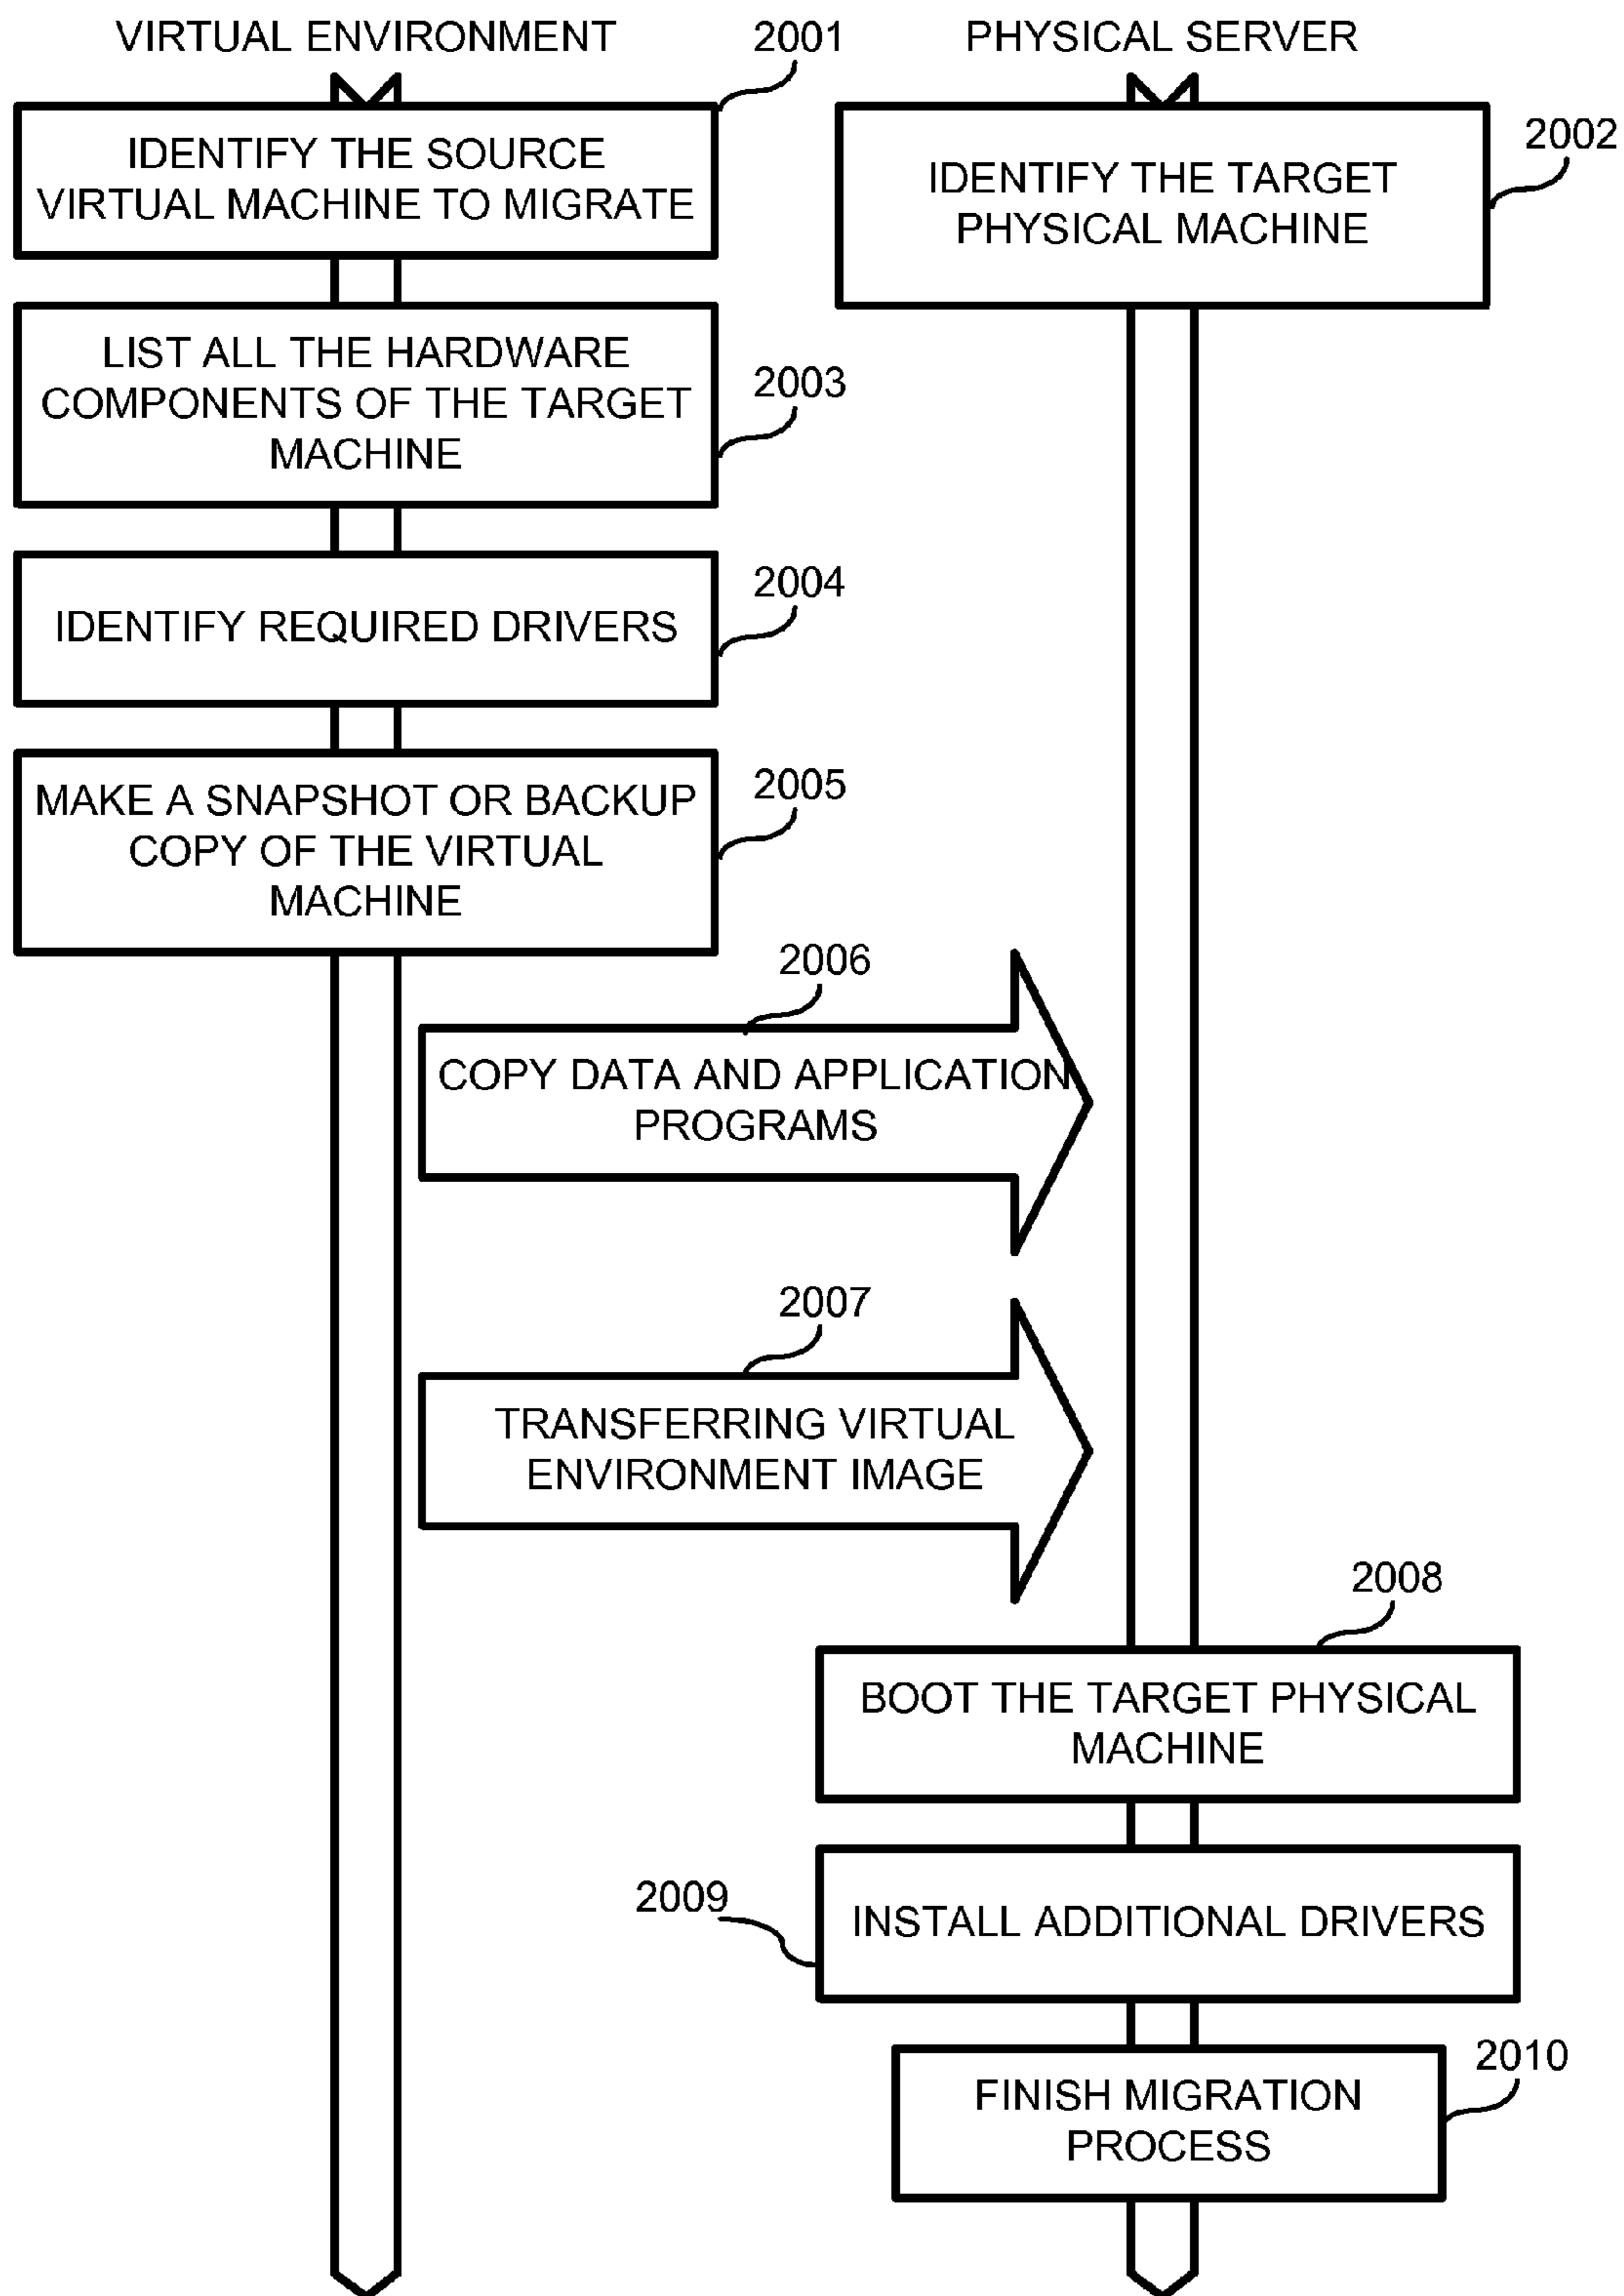 VIRTUAL ENVIRONMENT
2001
PHYSICAL SERVER
IDENTIFY THE SOURCE
VIRTUAL MACHINE TO MIGRATE
2002
IDENTIFY THE TARGET
PHYSICAL MACHINE
LIST ALL THE HARDWARE
COMPONENTS OF THE TARGET
MACHINE
2003
IDENTIFY REQUIRED DRIVERS
2004
MAKE A SNAPSHOT OR BACKUP
COPY OF THE VIRTUAL
MACHINE
2005
2006
COPY DATA AND APPLICATION
PROGRAMS
2007
TRANSFERRING VIRTUAL
ENVIRONMENT IMAGE
2008
BOOT THE TARGET PHYSICAL
MACHINE
2009
INSTALL ADDITIONAL DRIVERS
2010
FINISH MIGRATION
PROCESS